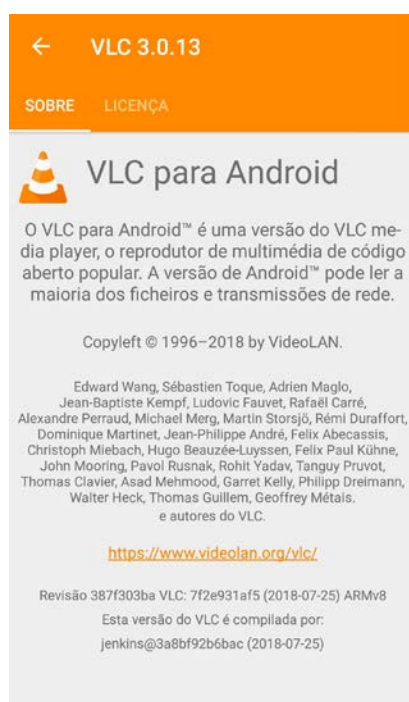 VLC 3.0.13
SOBRE LICENÇA
VLC para Android
O VLC para Android™ é uma versão do VLC me-
dia player, o reprodutor de multimédia de código
aberto popular. A versão de Android™ pode ler a
maioria dos ficheiros e transmissões de rede.
Copyleft © 1996–2018 by VideoLAN.
Edward Wang, Sébastien Toque, Adrien Maglo,
Jean-Baptiste Kempf, Ludovic Fauvet, Rafaël Carré,
Alexandre Perraud, Michael Merg, Martin Storsjö, Rémi Duraffort,
Dominique Martinet, Jean-Philippe André, Felix Abecassis,
Christoph Miebach, Hugo Beauzée-Luyssen, Felix Paul Kühne,
John Mooring, Pavol Rusnak, Rohit Yadav, Tanguy Pruvot,
Thomas Clavier, Asad Mehmood, Garret Kelly, Philipp Dreimann,
Walter Heck, Thomas Guillem, Geoffrey Métais.
e autores do VLC.
https://www.videolan.org/vlc/
Revisão 387f303ba VLC: 7f2e931af5 (2018-07-25) ARMv8
Esta versão do VLC é compilada por:
jenkins@3a8bf92b6bac (2018-07-25)